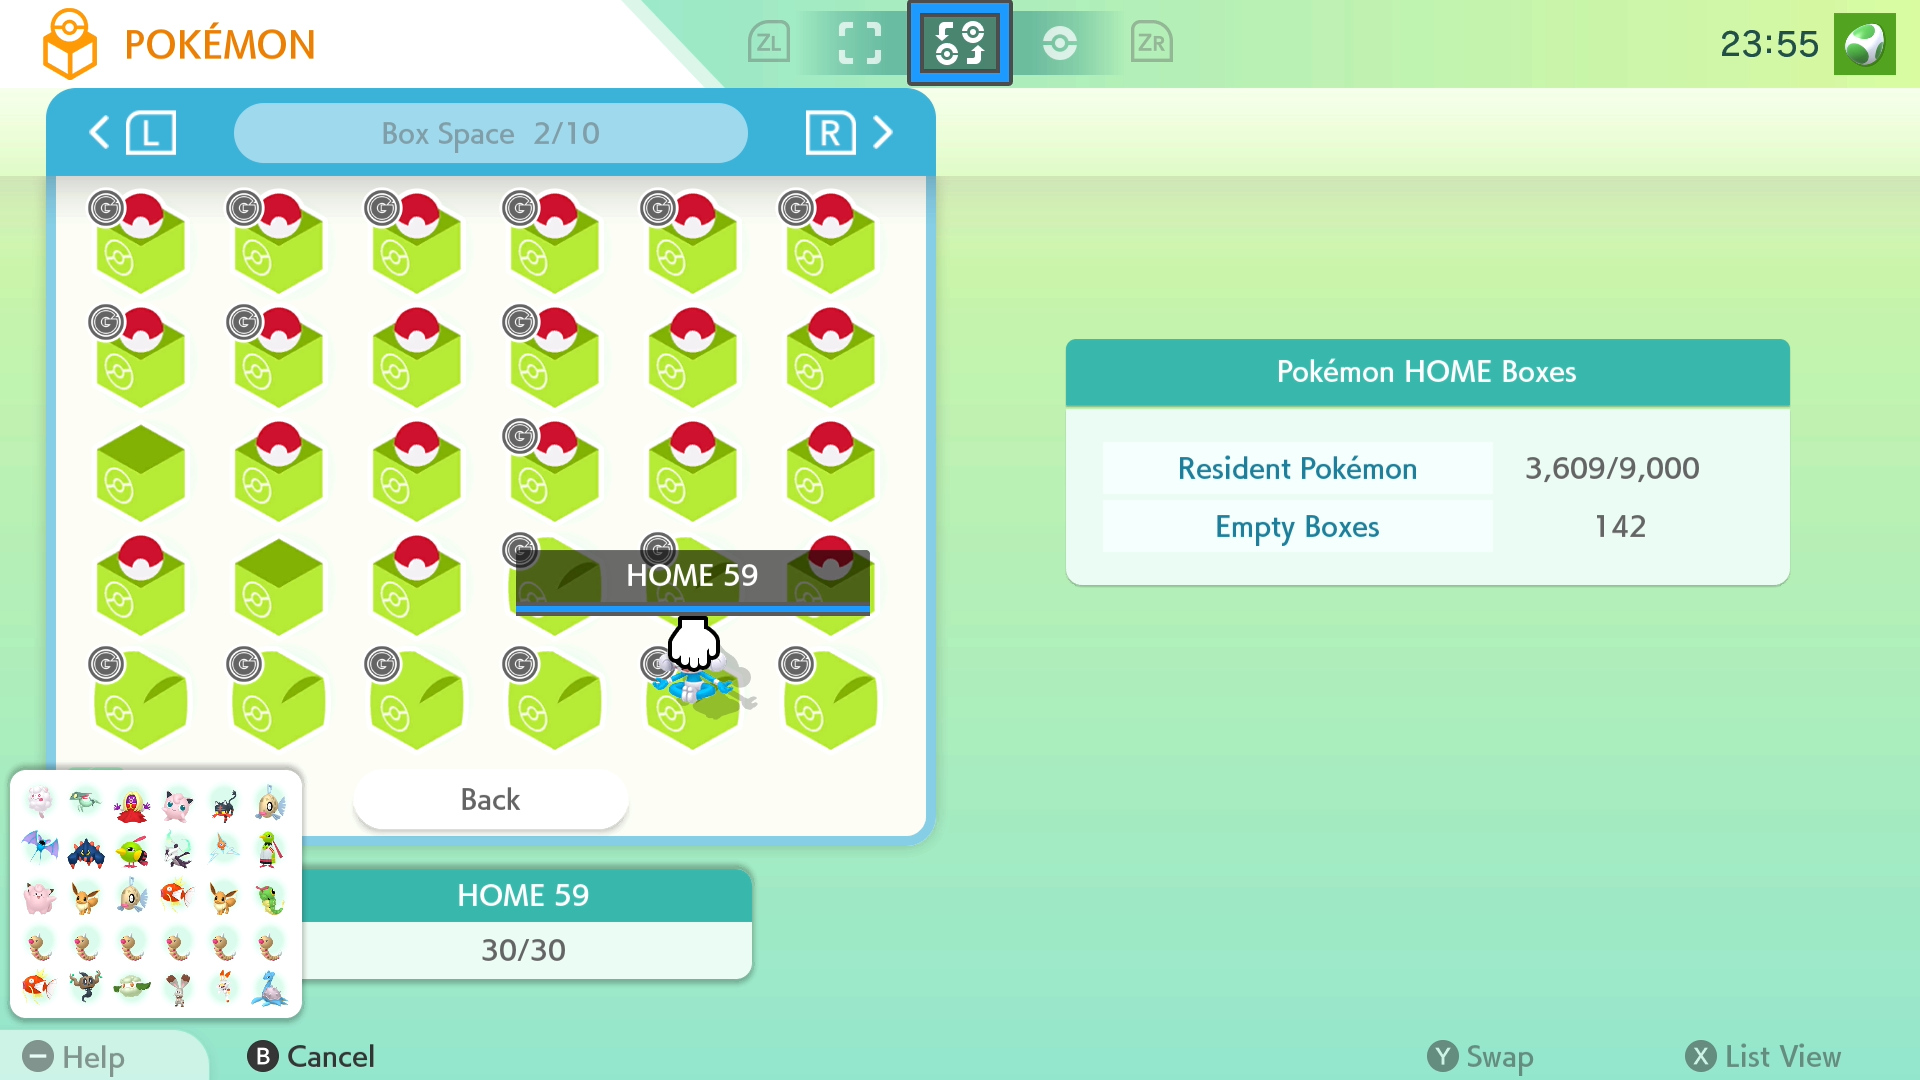 POKÉMON
ZL
ZR
23:55
L
Box Space 2/10
R
HOME 59
Pokémon HOME Boxes
Resident Pokémon 3,609/9,000
Empty Boxes 142
Back
HOME 59
30/30
Help
B Cancel
Y Swap
X List View